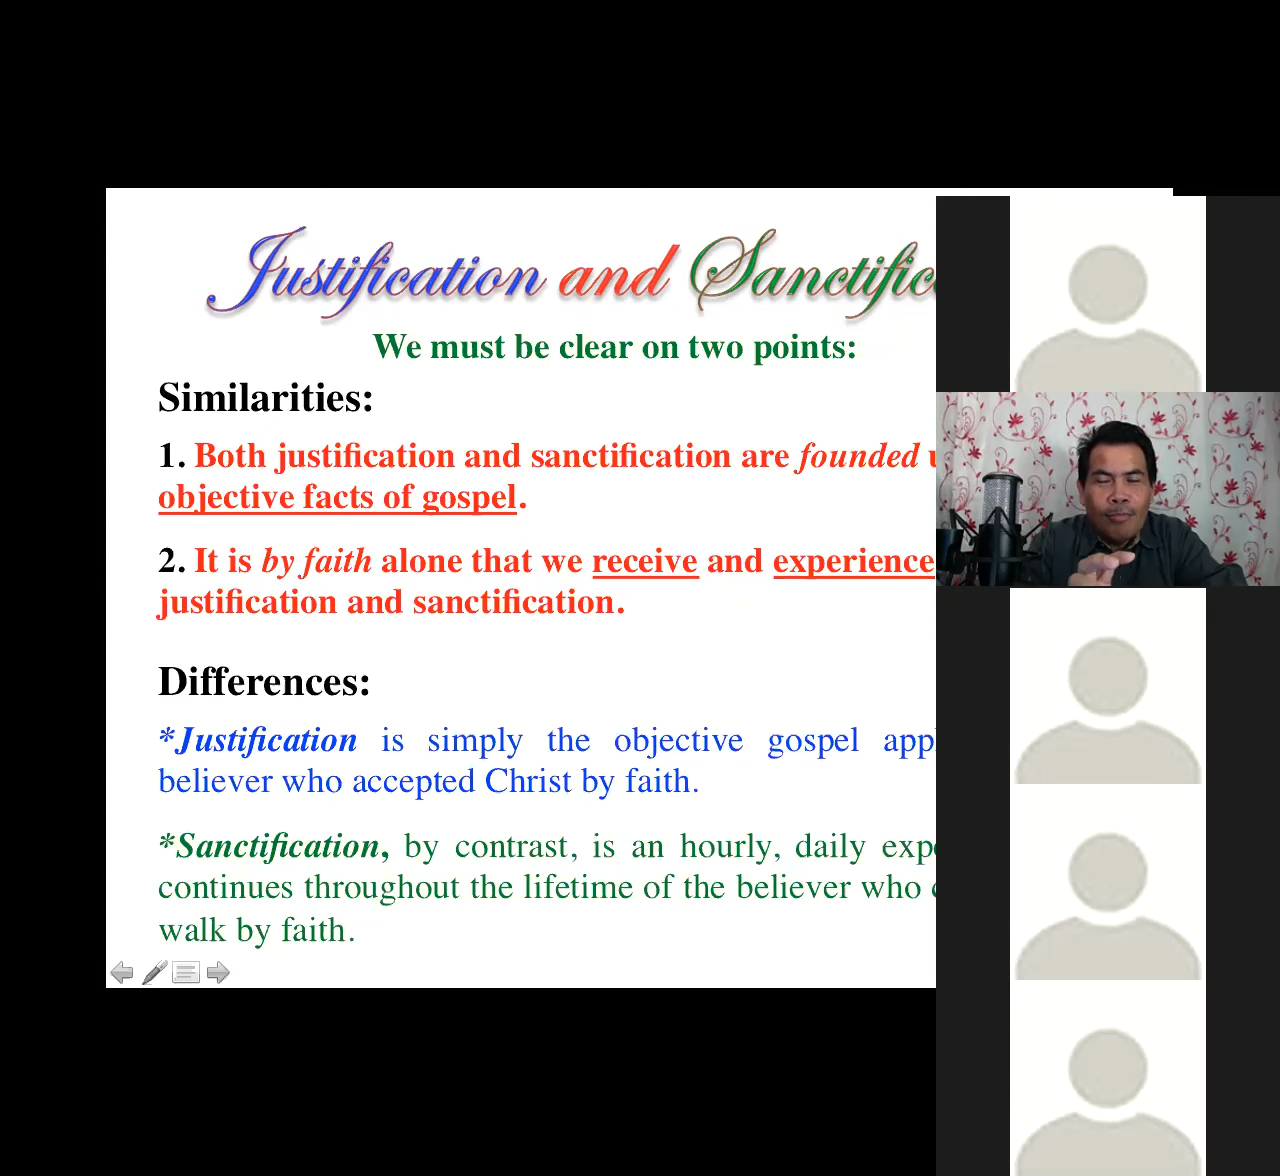 Justification and
We must be clear on two points:
Similarities:
1. Both justification and sanctification are founded
objective facts of gospel.
2. It is by faith alone that we receive and experience
justification and sanctification.
Differences:
*Justification is simply the objective gospel
believer who accepted Christ by faith.
*Sanctification, by contrast, is an hourly, daily
continues throughout the lifetime of the believer who
walk by faith.